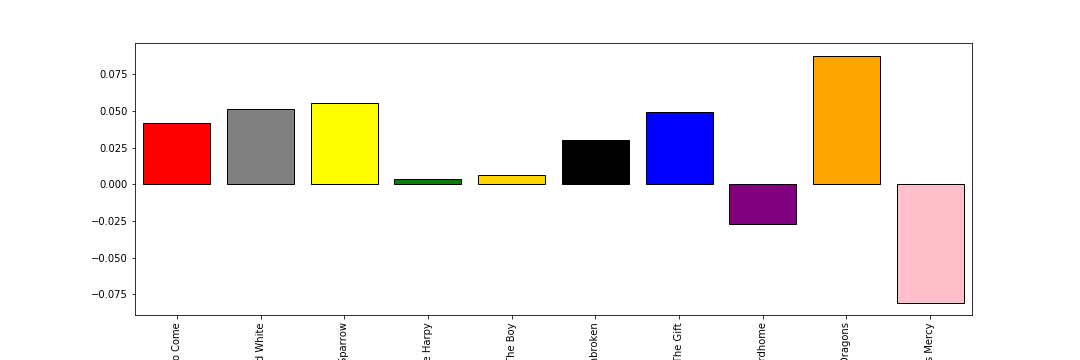 0.075
0.050
0.025
0.000
−0.025
−0.050
−0.075
o Come
d White
Sparrow
e Harpy
The Boy
nbroken
The Gift
rdhome
Dragons
s Mercy